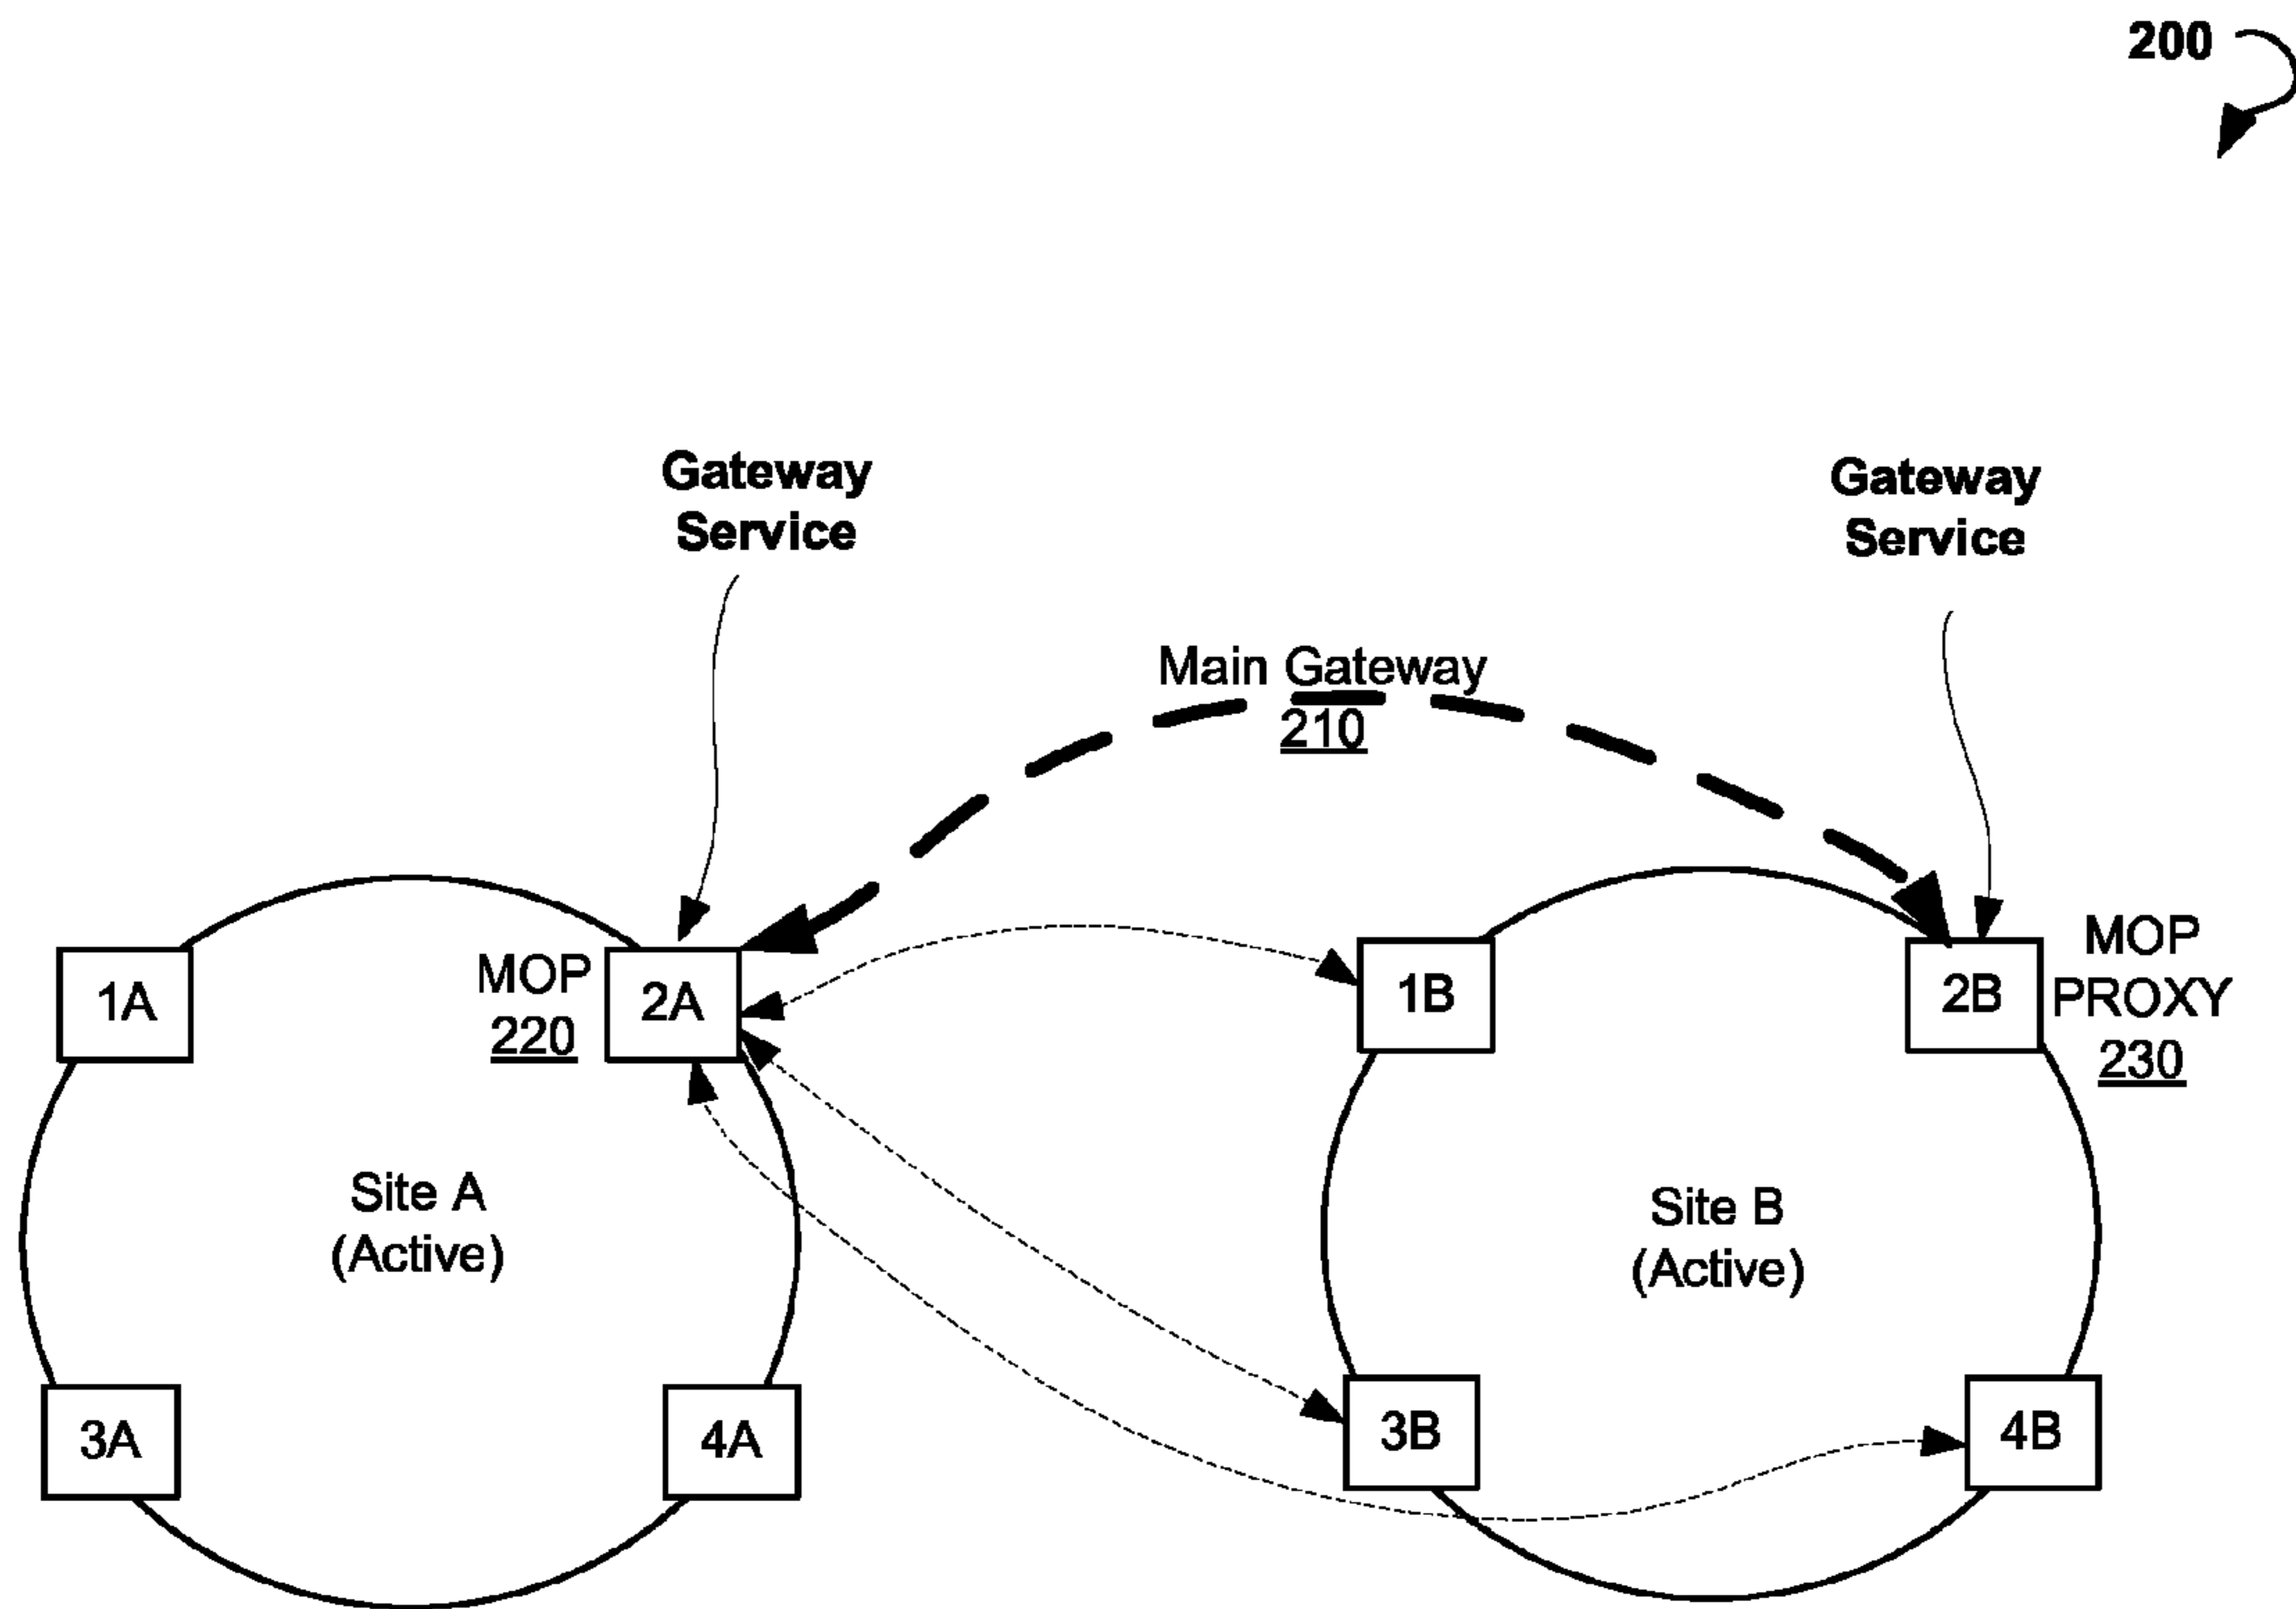 200
Gateway
Service
Gateway
Service
Main Gateway
210
1A
MOP
220
2A
1B
2B
MOP
PROXY
230
Site A
(Active)
Site B
(Active)
3A
4A
3B
4B